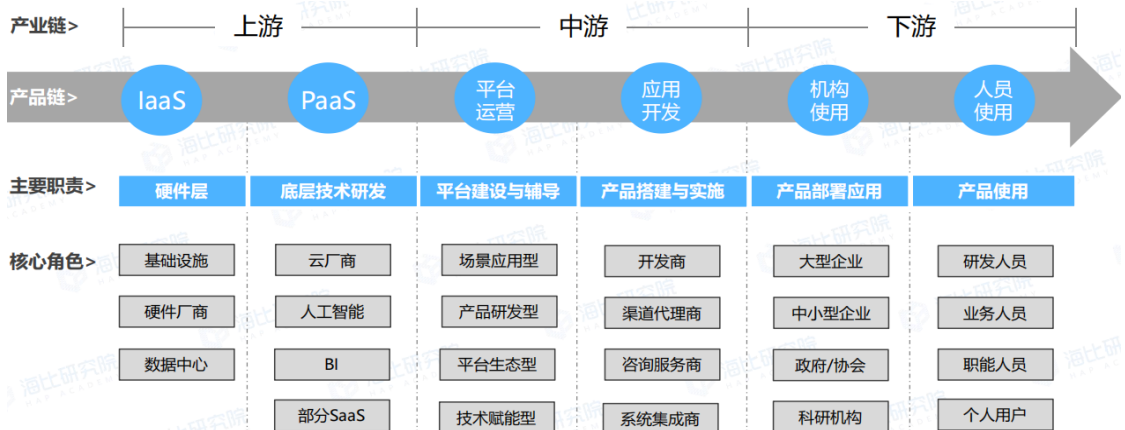 产业链>
上游
中游
下游
产品链>
IaaS
PaaS
平台
运营
应用
开发
机构
使用
人员
使用
主要职责>
硬件层
底层技术研发
平台建设与辅导
产品搭建与实施
产品部署应用
产品使用
核心角色>
基础设施
云厂商
场景应用型
开发商
大型企业
研发人员
硬件厂商
人工智能
产品研发型
渠道代理商
中小型企业
业务人员
数据中心
BI
平台生态型
咨询服务商
政府/协会
职能人员
部分SaaS
技术赋能型
系统集成商
科研机构
个人用户
海比研究院
HAP ACADEMY